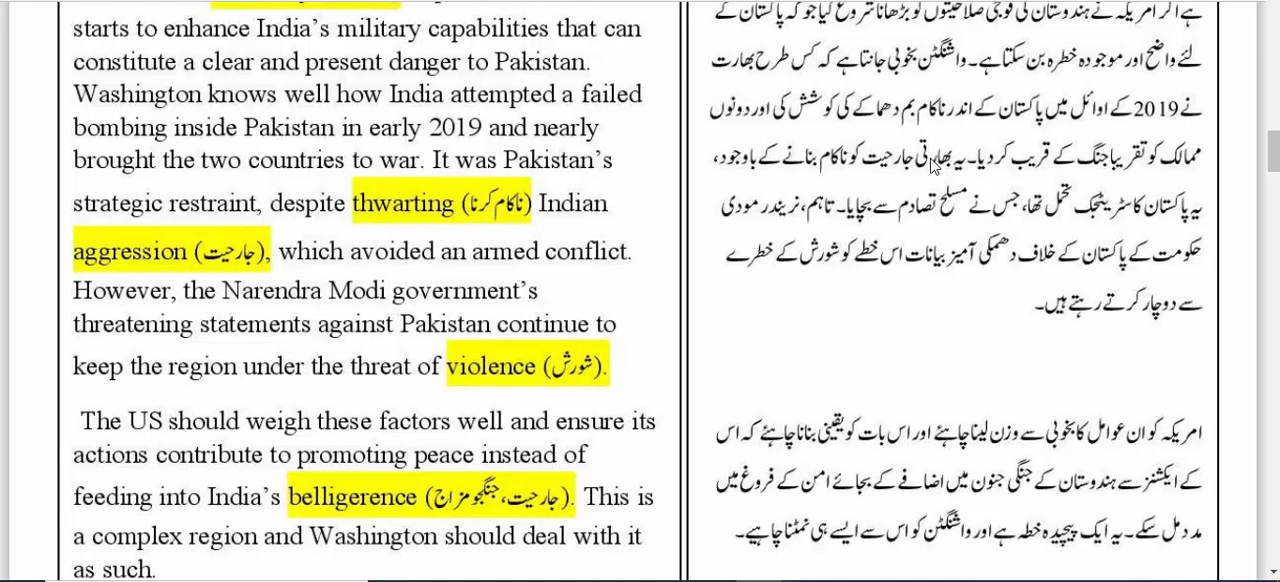 starts to enhance India’s military capabilities that can
constitute a clear and present danger to Pakistan.
Washington knows well how India attempted a failed
bombing inside Pakistan in early 2019 and nearly
brought the two countries to war. It was Pakistan’s
strategic restraint, despite thwarting (ناکام کرنا) Indian
aggression (جارحیت), which avoided an armed conflict.
However, the Narendra Modi government’s
threatening statements against Pakistan continue to
keep the region under the threat of violence (شورش).
The US should weigh these factors well and ensure its
actions contribute to promoting peace instead of
feeding into India’s belligerence (جارحیت، جنگجو مزاج). This is
a complex region and Washington should deal with it
as such.
ہے اگر امریکہ نے ہندوستان کی فوجی صلاحیتوں کو بڑھانا شروع کیا جو کہ پاکستان کے
لئے واضح اور موجودہ خطرہ بن سکتا ہے۔ واشنگٹن بخوبی جانتا ہے کہ کس طرح بھارت
نے 2019 کے اوائل میں پاکستان کے اندر ناکام بم دھماکے کی کوشش کی اور دونوں
ممالک کو تقریبا جنگ کے قریب کر دیا۔ یہ بھارتی جارحیت کو ناکام بنانے کے باوجود،
یہ پاکستان کا سٹریٹجک تحمل تھا، جس نے مسلح تصادم سے بچایا۔ تاہم، نریندر مودی
حکومت کے پاکستان کے خلاف دھمکی آمیز بیانات اس خطے کو شورش کے خطرے
سے دوچار کرتے رہتے ہیں۔
امریکہ کو ان عوامل کا بخوبی سے وزن لینا چاہئے اور اس بات کو یقینی بنانا چاہئے کہ اس
کے ایکشنز سے ہندوستان کے جنگی جنون میں اضافے کے بجائے امن کے فروغ میں
مدد مل سکے۔ یہ ایک پیچیدہ خطہ ہے اور واشنگٹن کو اس سے ایسے ہی نمٹنا چاہیے۔